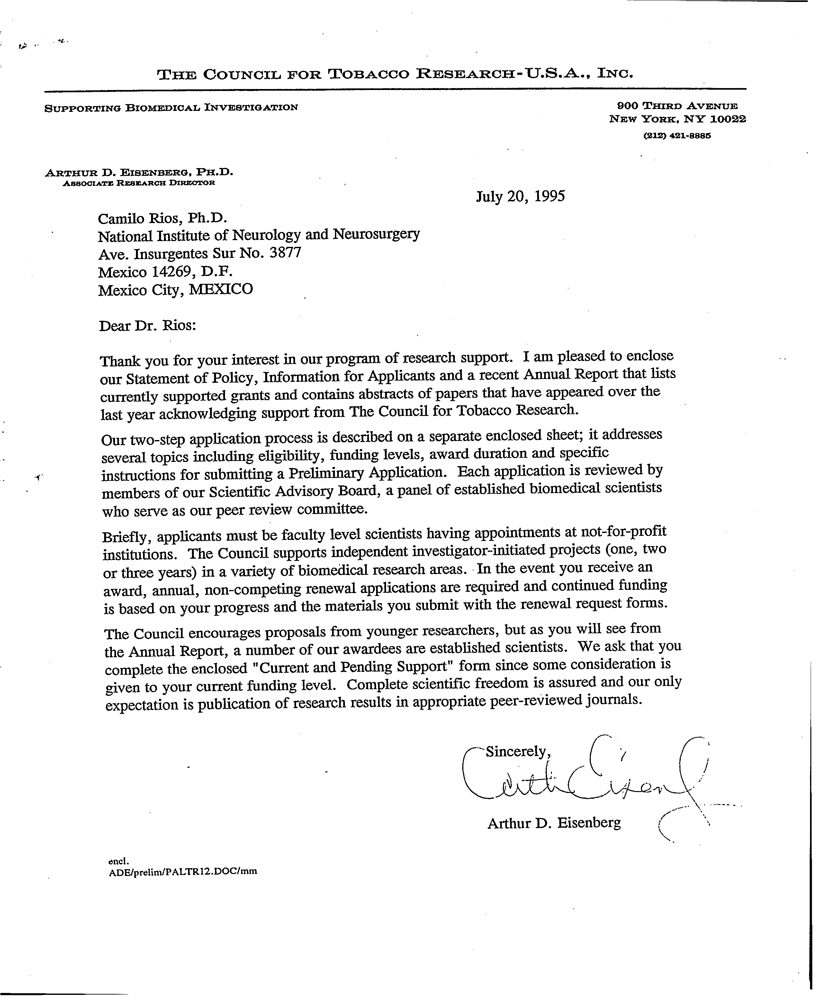 THE COUNCIL FOR TOBACCO RESEARCH-U.S.A., INC.
SUPPORTING BIOMEDICAL INVESTIGATION
900 THIRD AVENUE
NEW YORK, NY 10022
(212) 421-8885
ARTHUR D. EISENBERG, PH.D.
ASSOCIATE RESEARCH DIRECTOR
July 20, 1995
Camilo Rios, Ph.D.
National Institute of Neurology and Neurosurgery
Ave. Insurgentes Sur No. 3877
Mexico 14269, D.F.
Mexico City, MEXICO
Dear Dr. Rios:
Thank you for your interest in our program of research support. I am pleased to enclose
our Statement of Policy, Information for Applicants and a recent Annual Report that lists
currently supported grants and contains abstracts of papers that have appeared over the
last year acknowledging support from The Council for Tobacco Research.
Our two-step application process is described on a separate enclosed sheet; it addresses
several topics including eligibility, funding levels, award duration and specific
instructions for submitting a Preliminary Application. Each application is reviewed by
members of our Scientific Advisory Board, a panel of established biomedical scientists
who serve as our peer review committee.
Briefly, applicants must be faculty level scientists having appointments at not-for-profit
institutions. The Council supports independent investigator-initiated projects (one, two
or three years) in a variety of biomedical research areas. In the event you receive an
award, annual, non-competing renewal applications are required and continued funding
is based on your progress and the materials you submit with the renewal request forms.
The Council encourages proposals from younger researchers, but as you will see from
the Annual Report, a number of our awardees are established scientists. We ask that you
complete the enclosed "Current and Pending Support" form since some consideration is
given to your current funding level. Complete scientific freedom is assured and our only
expectation is publication of research results in appropriate peer-reviewed journals.
Sincerely,
Arthur D. Eisenberg
encl.
ADE/prelim/PALTR12.DOC/mm